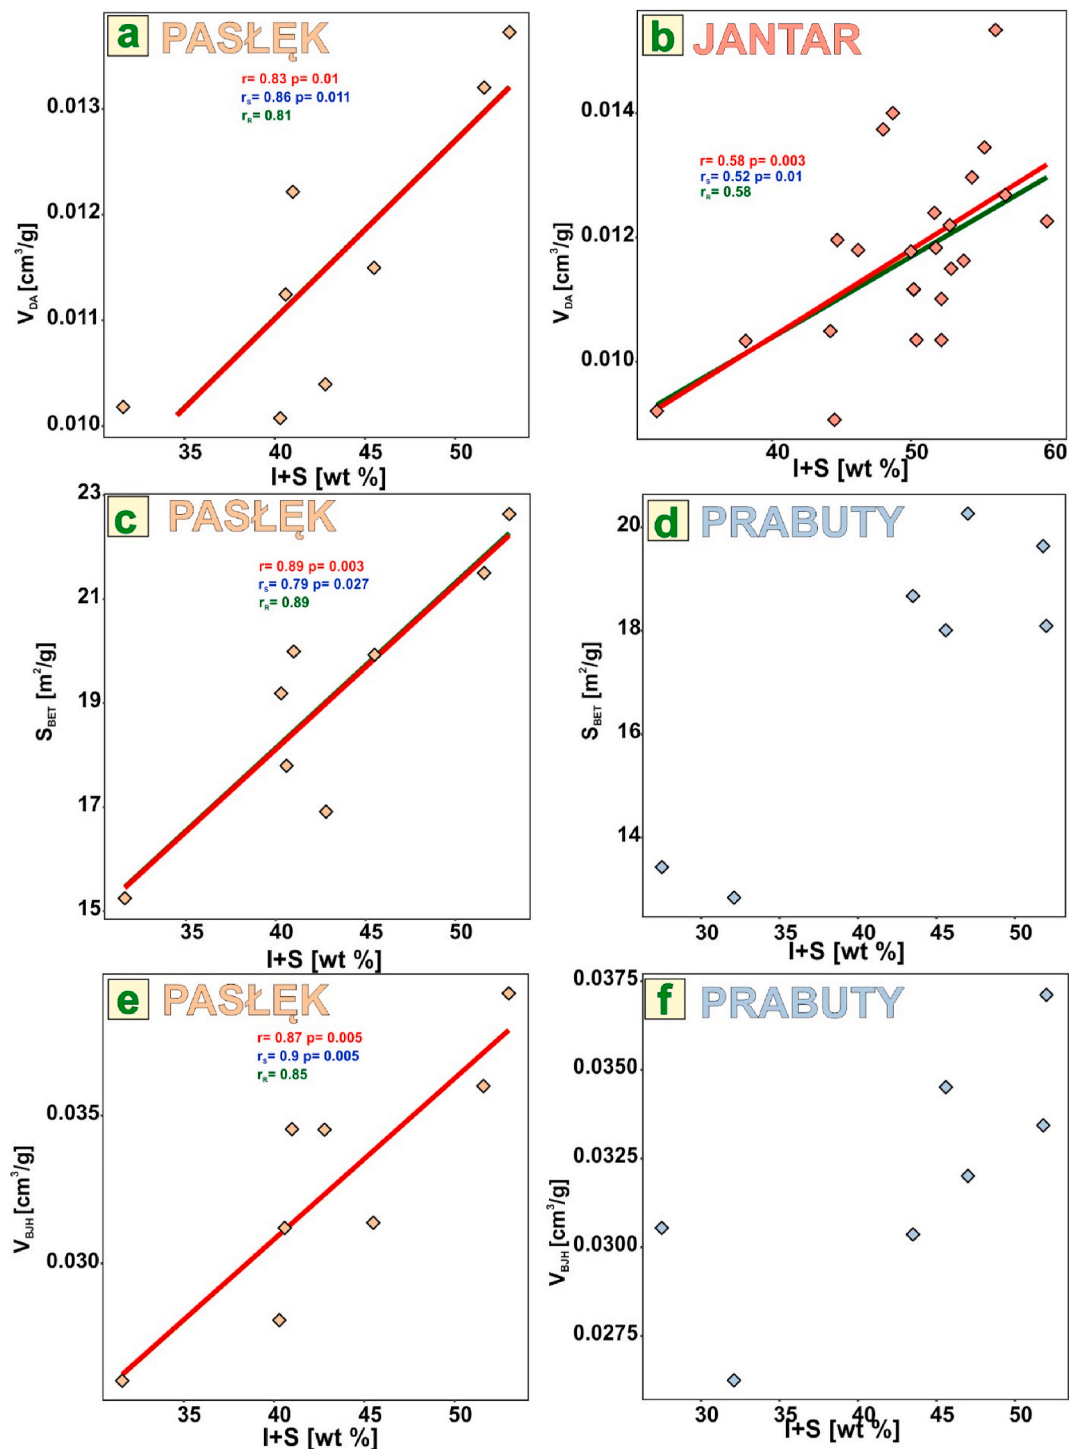 a PASŁĘK
r= 0.83 p= 0.01
rS= 0.86 p= 0.011
rR= 0.81
0.013
0.012
0.011
0.010
VDA [cm³/g]
35 40 45 50
I+S [wt %]
b JANTAR
r= 0.58 p= 0.003
rS= 0.52 p= 0.01
rR= 0.58
0.014
0.012
0.010
VDA [cm³/g]
40 50 60
I+S [wt %]
c PASŁĘK
r= 0.89 p= 0.003
rS= 0.79 p= 0.027
rR= 0.89
23
21
19
17
15
SBET [m²/g]
35 40 45 50
I+S [wt %]
d PRABUTY
20
18
16
14
SBET [m²/g]
30 35 40 45 50
I+S [wt %]
e PASŁĘK
r= 0.87 p= 0.005
rS= 0.9 p= 0.005
rR= 0.85
0.035
0.030
VBJH [cm³/g]
35 40 45 50
I+S [wt %]
f PRABUTY
0.0375
0.0350
0.0325
0.0300
0.0275
VBJH [cm³/g]
30 35 40 45 50
I+S [wt %]